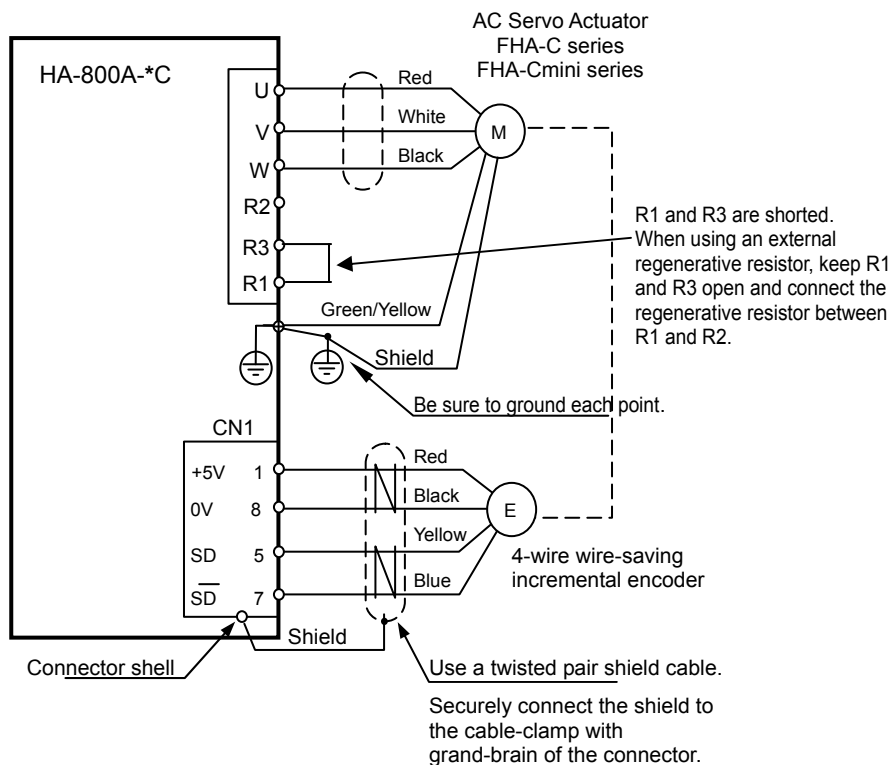 AC Servo Actuator
FHA-C series
FHA-Cmini series
HA-800A-*C
U
Red
V
White
M
W
Black
R2
R3
R1
R1 and R3 are shorted.
When using an external
regenerative resistor, keep R1
and R3 open and connect the
regenerative resistor between
R1 and R2.
Green/Yellow
Shield
Be sure to ground each point.
CN1
+5V 1
Red
0V 8
Black
E
SD 5
Yellow
S̅D̅ 7
Blue
4-wire wire-saving
incremental encoder
Shield
Connector shell
Use a twisted pair shield cable.
Securely connect the shield to
the cable-clamp with
grand-brain of the connector.